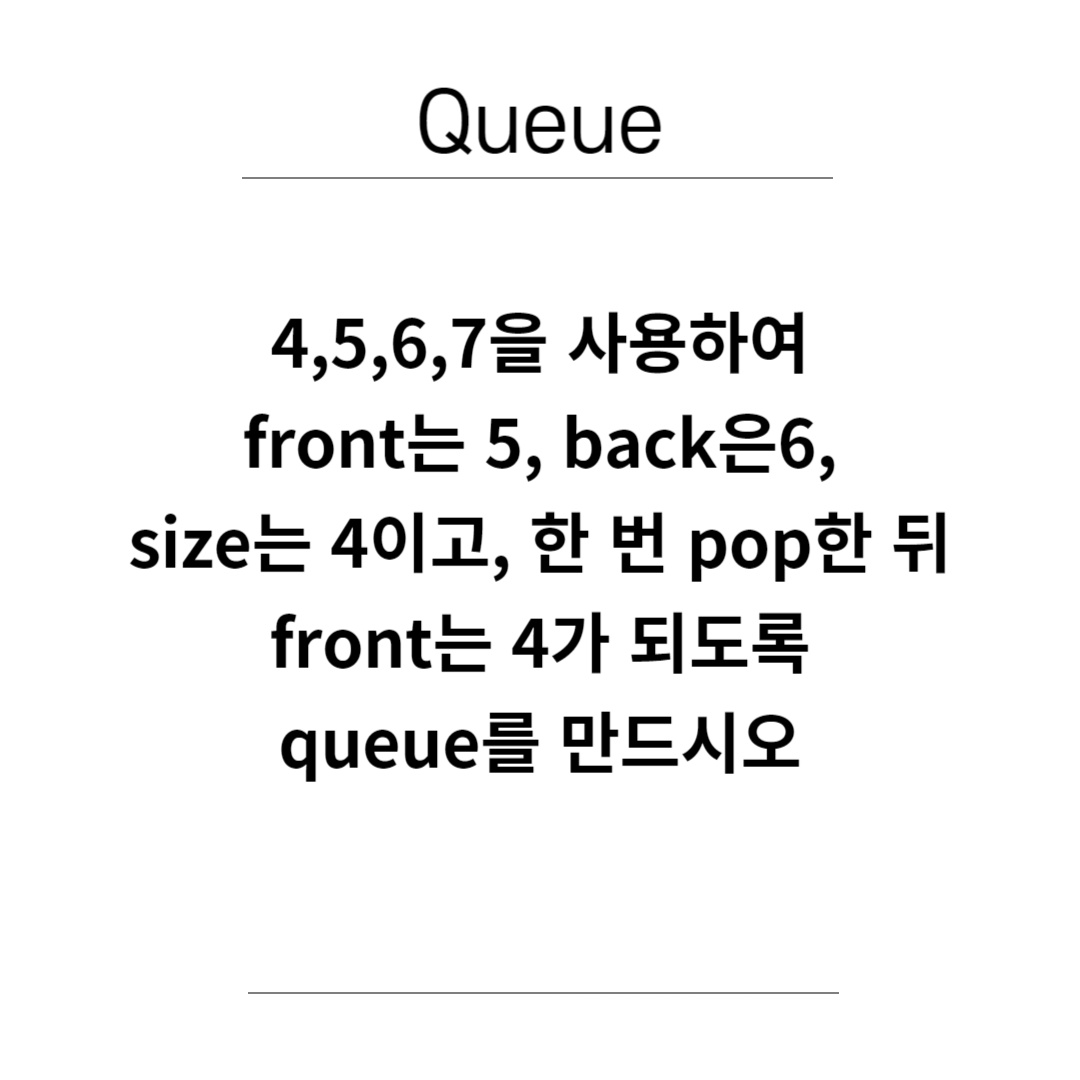 Queue
4,5,6,7을 사용하여
front는 5, back은6,
size는 4이고, 한 번 pop한 뒤
front는 4가 되도록
queue를 만드시오